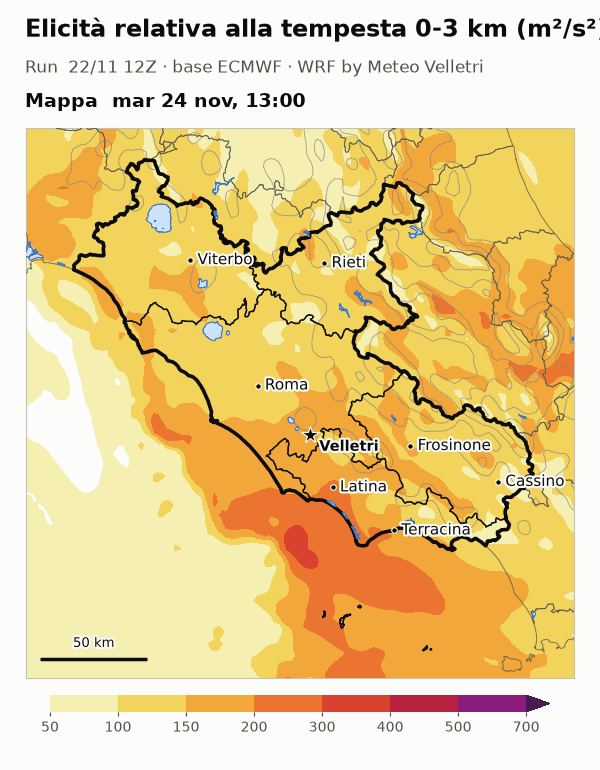 Elicità relativa alla tempesta 0-3 km (m²/s²)
Run 22/11 12Z · base ECMWF · WRF by Meteo Velletri
Mappa mar 24 nov, 13:00
Viterbo
Rieti
Roma
Velletri
Frosinone
Cassino
Latina
Terracina
50 km
50 100 150 200 300 400 500 700